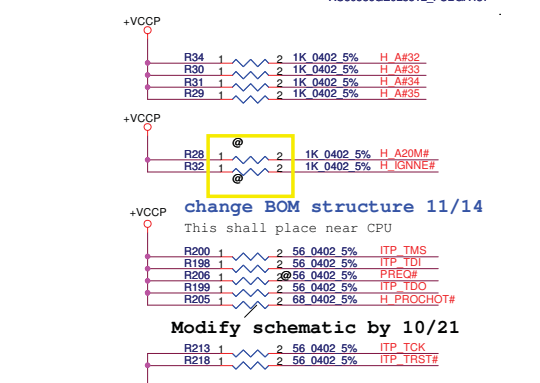 +VCCP
R34 1 2 1K_0402_5% H_A#32
R30 1 2 1K_0402_5% H_A#33
R31 1 2 1K_0402_5% H_A#34
R29 1 2 1K_0402_5% H_A#35
+VCCP
@
R28 1 2 1K_0402_5% H_A20M#
R32 1 2 1K_0402_5% H_IGNNE#
@
change BOM structure 11/14
+VCCP
This shall place near CPU
R200 1 2 56_0402_5% ITP_TMS
R198 1 2 56_0402_5% ITP_TDI
R206 1 2@56_0402_5% PREQ#
R199 1 2 56_0402_5% ITP_TDO
R205 1 2 68_0402_5% H_PROCHOT#
Modify schematic by 10/21
R213 1 2 56_0402_5% ITP_TCK
R218 1 2 56_0402_5% ITP_TRST#